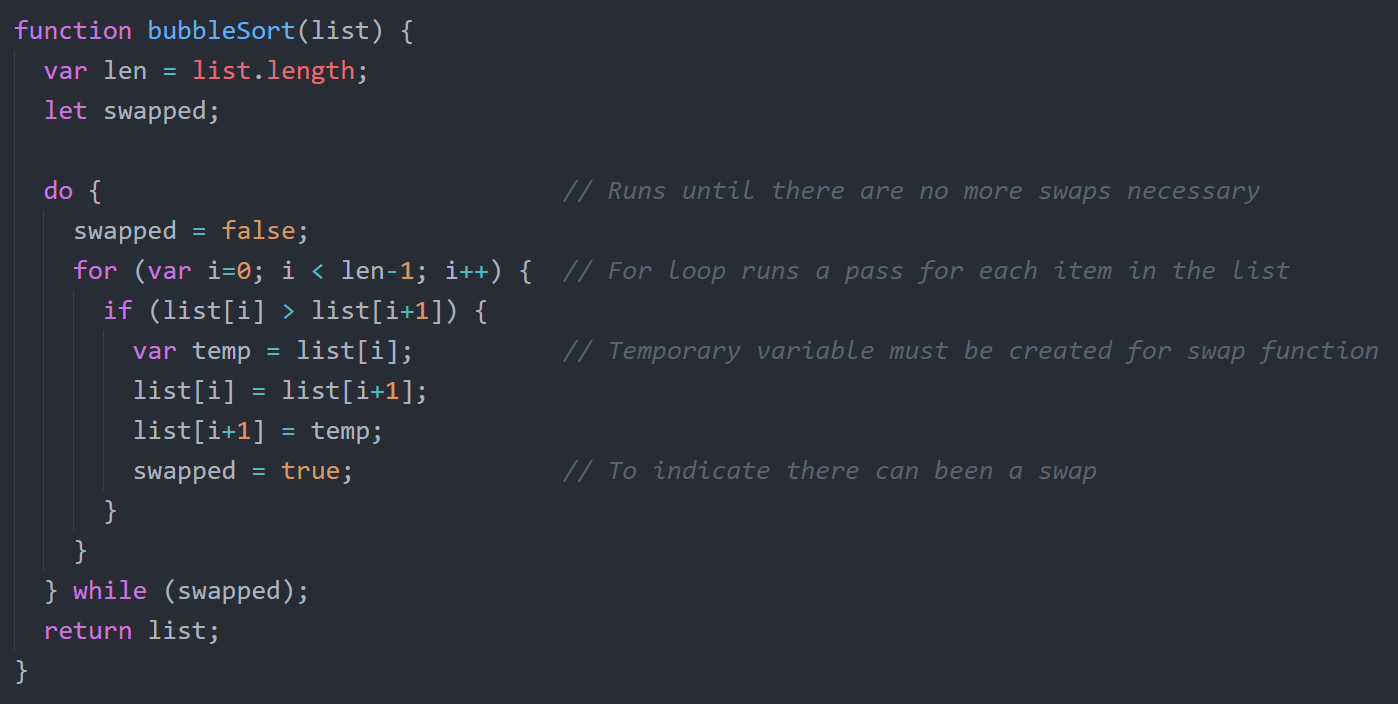 function bubbleSort(list) {
  var len = list.length;
  let swapped;

  do {                               // Runs until there are no more swaps necessary
    swapped = false;
    for (var i=0; i < len-1; i++) {  // For loop runs a pass for each item in the list
      if (list[i] > list[i+1]) {
        var temp = list[i];          // Temporary variable must be created for swap function
        list[i] = list[i+1];
        list[i+1] = temp;
        swapped = true;              // To indicate there can been a swap
      }
    }
  } while (swapped);
  return list;
}